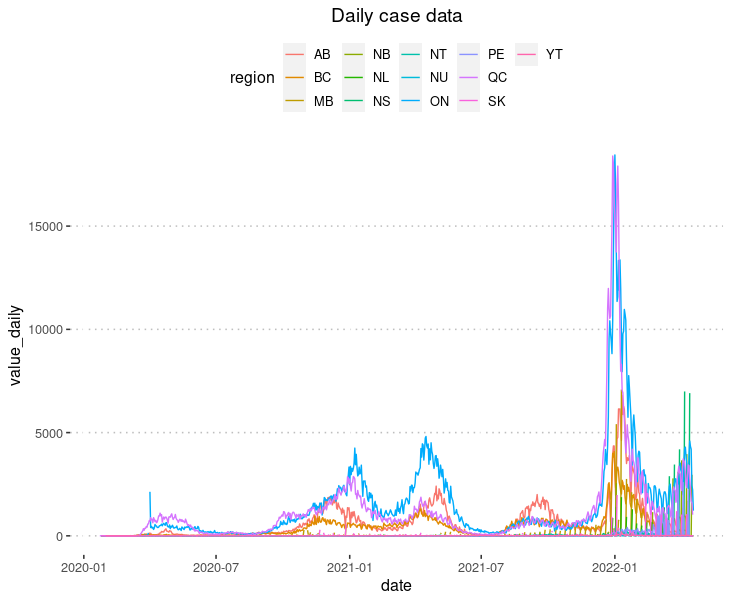 Daily case data
region
AB NB NT PE YT
BC NL NU QC
MB NS ON SK
value_daily
15000
10000
5000
0
2020-01 2020-07 2021-01 2021-07 2022-01
date